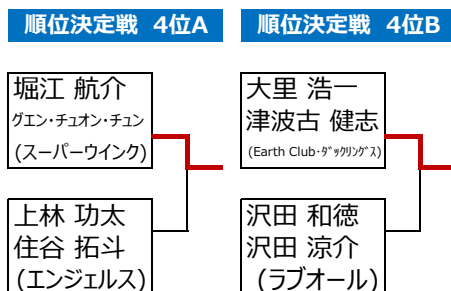 順位決定戦 4位A
順位決定戦 4位B
堀江 航介
グエン・チュオン・チュン
(スーパーウインク)
大里 浩一
津波古 健志
(Earth Club・ダックリングス)
上林 功太
住谷 拓斗
(エンジェルス)
沢田 和徳
沢田 涼介
(ラブオール)